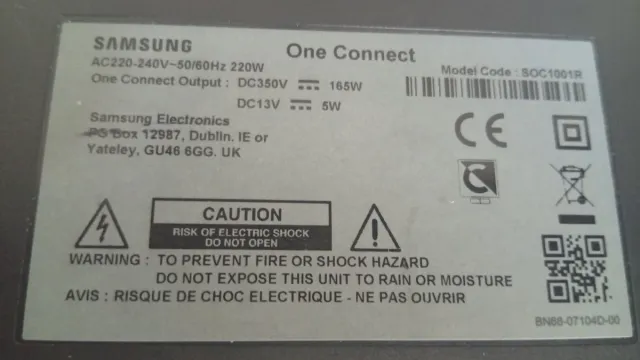 SAMSUNG
One Connect
AC220-240V~50/60Hz 220W
Model Code : SOC1001R
One Connect Output : DC350V ⎓ 165W
DC13V ⎓ 5W
Samsung Electronics
PO Box 12987, Dublin. IE or
Yateley, GU46 6GG. UK
CE
CAUTION
RISK OF ELECTRIC SHOCK
DO NOT OPEN
WARNING : TO PREVENT FIRE OR SHOCK HAZARD
DO NOT EXPOSE THIS UNIT TO RAIN OR MOISTURE
AVIS : RISQUE DE CHOC ELECTRIQUE - NE PAS OUVRIR
BN68-07104D-00